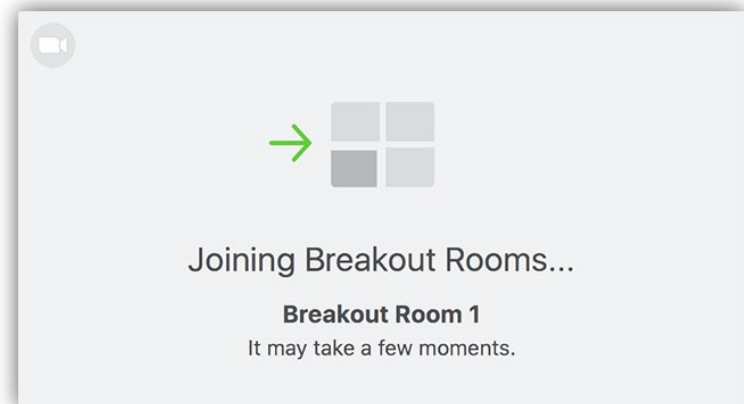 Joining Breakout Rooms...
Breakout Room 1
It may take a few moments.